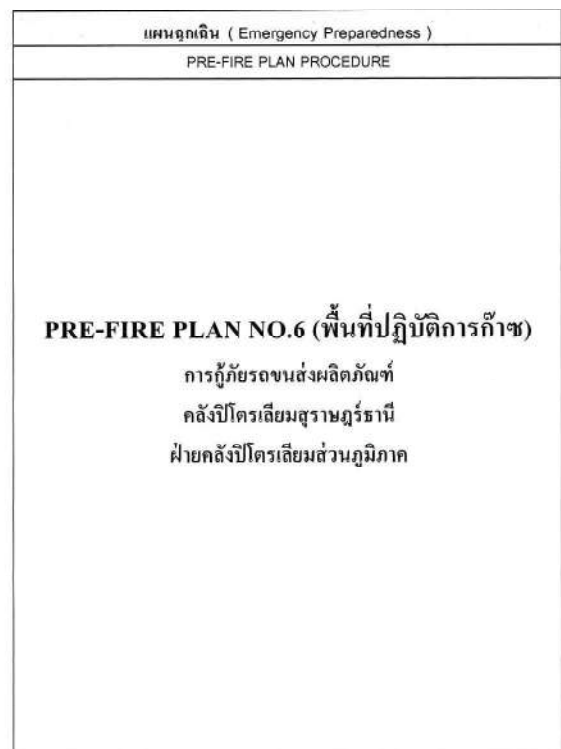 แผนฉุกเฉิน ( Emergency Preparedness )
PRE-FIRE PLAN PROCEDURE
PRE-FIRE PLAN NO.6 (พื้นที่ปฏิบัติการก๊าซ)
การกู้ภัยรถขนส่งผลิตภัณฑ์
คลังปิโตรเลียมสุราษฎร์ธานี
ฝ่ายคลังปิโตรเลียมส่วนภูมิภาค